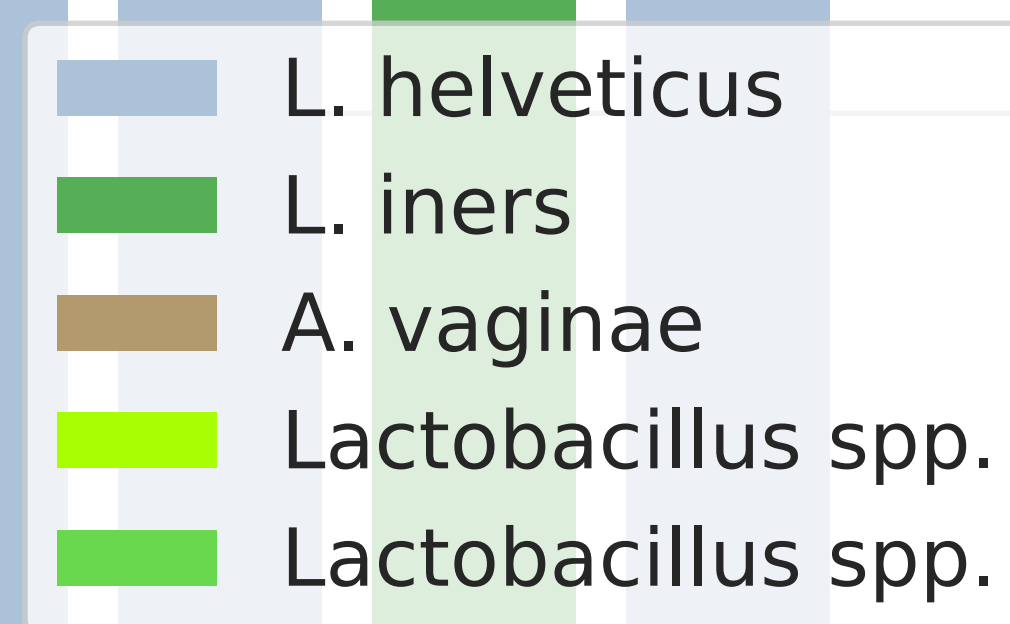 L. helveticus
L. iners
A. vaginae
Lactobacillus spp.
Lactobacillus spp.